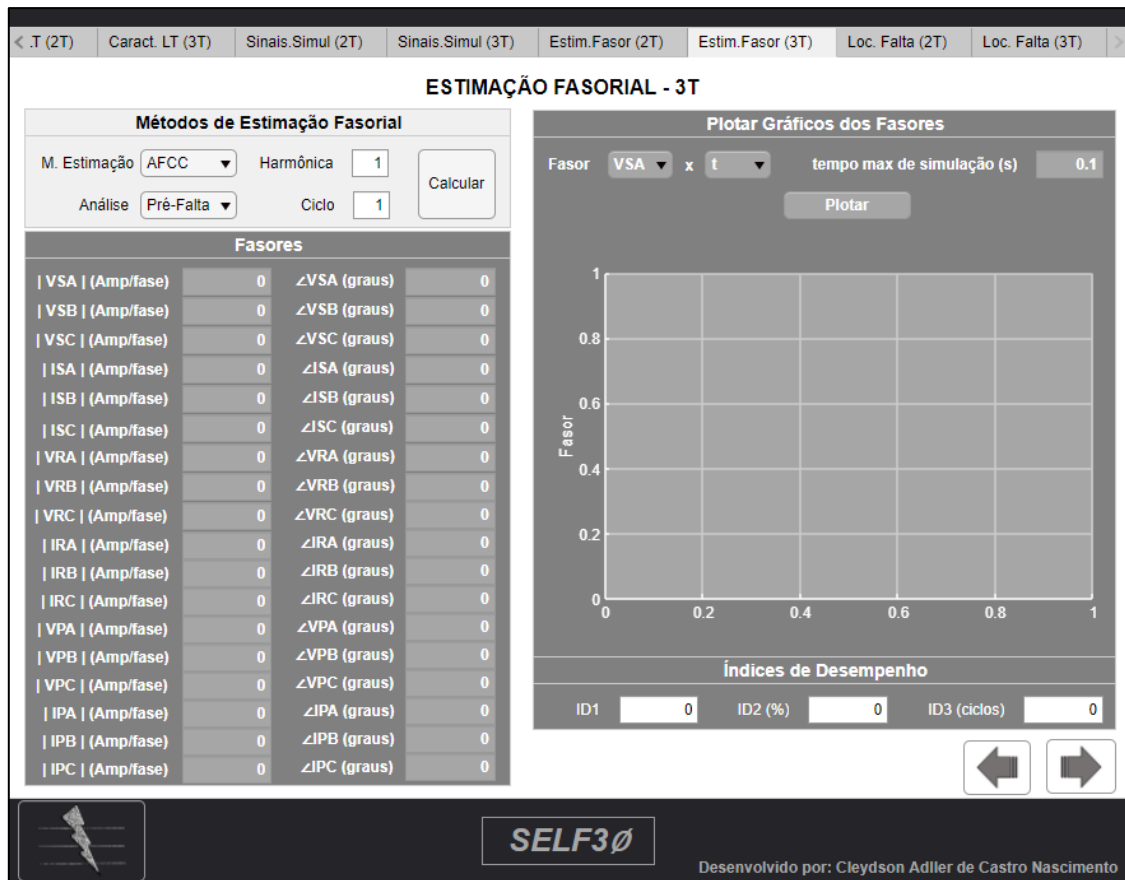 .T (2T) Caract. LT (3T) Sinais.Simul (2T) Sinais.Simul (3T) Estim.Fasor (2T) Estim.Fasor (3T) Loc. Falta (2T) Loc. Falta (3T)
ESTIMAÇÃO FASORIAL - 3T
Métodos de Estimação Fasorial
M. Estimação AFCC Harmônica 1
Análise Pré-Falta Ciclo 1
Calcular
Fasores
| VSA | (Amp/fase) 0 ∠VSA (graus) 0
| VSB | (Amp/fase) 0 ∠VSB (graus) 0
| VSC | (Amp/fase) 0 ∠VSC (graus) 0
| ISA | (Amp/fase) 0 ∠ISA (graus) 0
| ISB | (Amp/fase) 0 ∠ISB (graus) 0
| ISC | (Amp/fase) 0 ∠ISC (graus) 0
| VRA | (Amp/fase) 0 ∠VRA (graus) 0
| VRB | (Amp/fase) 0 ∠VRB (graus) 0
| VRC | (Amp/fase) 0 ∠VRC (graus) 0
| IRA | (Amp/fase) 0 ∠IRA (graus) 0
| IRB | (Amp/fase) 0 ∠IRB (graus) 0
| IRC | (Amp/fase) 0 ∠IRC (graus) 0
| VPA | (Amp/fase) 0 ∠VPA (graus) 0
| VPB | (Amp/fase) 0 ∠VPB (graus) 0
| VPC | (Amp/fase) 0 ∠VPC (graus) 0
| IPA | (Amp/fase) 0 ∠IPA (graus) 0
| IPB | (Amp/fase) 0 ∠IPB (graus) 0
| IPC | (Amp/fase) 0 ∠IPC (graus) 0
Plotar Gráficos dos Fasores
Fasor VSA x t tempo max de simulação (s) 0.1
Plotar
1
0.8
0.6
0.4
0.2
0
Fasor
0 0.2 0.4 0.6 0.8 1
Índices de Desempenho
ID1 0 ID2 (%) 0 ID3 (ciclos) 0
SELF3Ø
Desenvolvido por: Cleydson Adller de Castro Nascimento